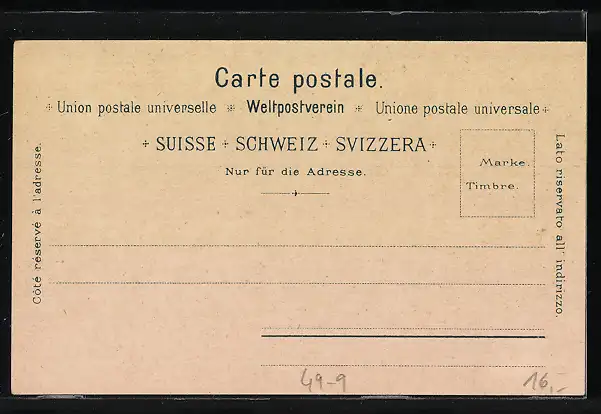 Carte postale.
Union postale universelle * Weltpostverein * Unione postale universale
SUISSE + SCHWEIZ + SVIZZERA
Nur für die Adresse.
Marke.
Timbre.
Côté réservé à l'adresse.
Lato riservato all' indirizzo.
49-9
16,-